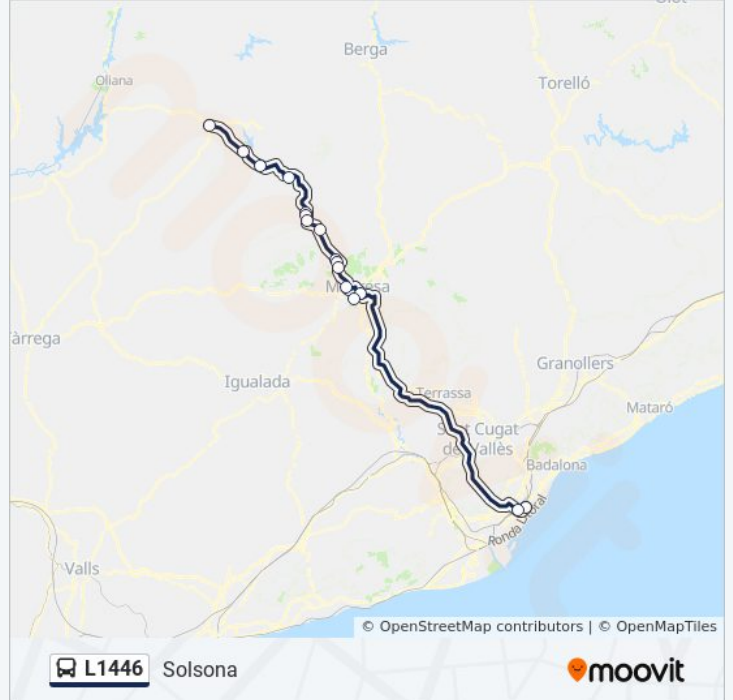 Berga
Oliana
Torelló
Manresa
àrrega
Granollers
Igualada
Terrassa
Mataró
Sant Cugat
del Vallès
Badalona
Ronda Litoral
Valls
© OpenStreetMap contributors | © OpenMapTiles
L1446 Solsona
moovit